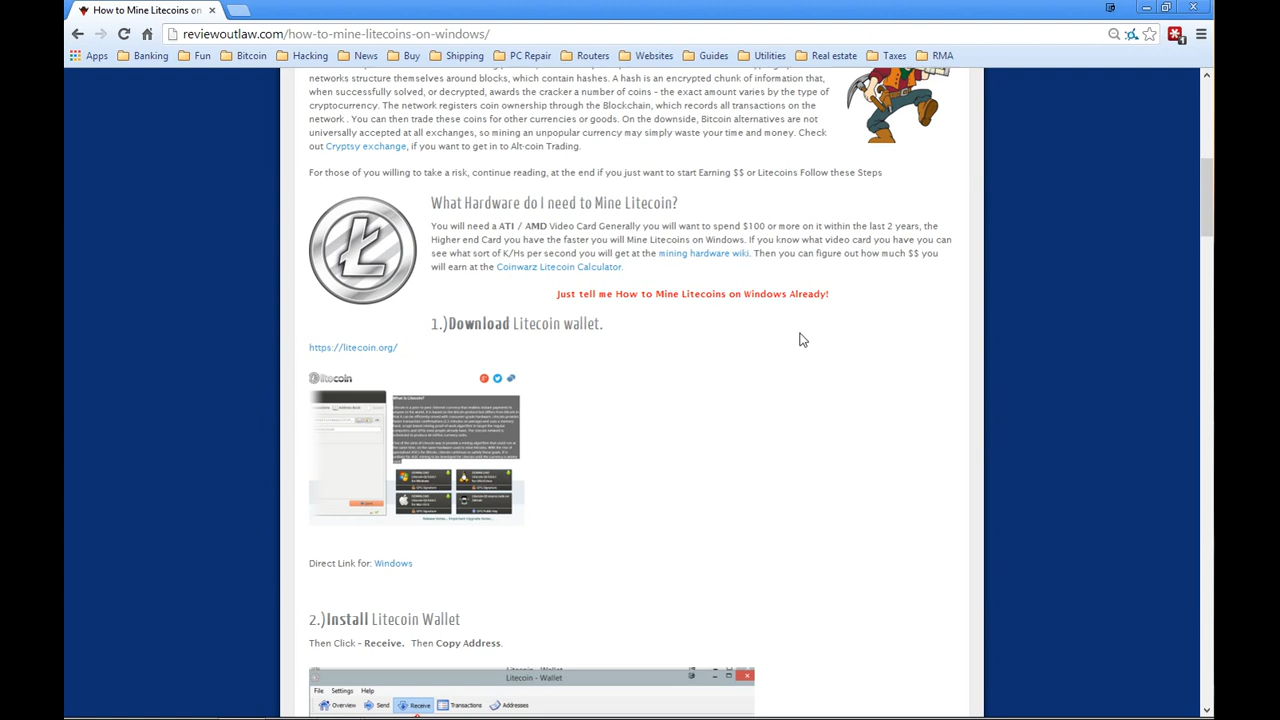 How to Mine Litecoins on
reviewoutlaw.com/how-to-mine-litecoins-on-windows/
Apps Banking Fun Bitcoin Hacking News Buy PC Repair Routers Websites Guides Utilities Real estate Taxes RMA
networks structure themselves around blocks, which contain hashes. A hash is an encrypted chunk of information that,
when successfully solved, or decrypted, awards the cracker a number of coins – the exact amount varies by the type of
cryptocurrency. The network registers coin ownership through the Blockchain, which records all transactions on the
network . You can then trade these coins for other currencies or goods. On the downside, Bitcoin alternatives are not
universally accepted at all exchanges, so mining an unpopular currency may simply waste your time and money. Check
out Cryptsy exchange, if you want to get in to Alt-coin Trading.
For those of you willing to take a risk, continue reading, at the end if you just want to start Earning $$ or Litecoins Follow these Steps
What Hardware do I need to Mine Litecoin?
You will need a ATI / AMD Video Card Generally you will want to spend $100 or more on it within the last 2 years, the
Higher end Card you have the faster you will Mine Litecoins on Windows. If you know what video card you have you can
see what sort of K/Hs per second you will get at the mining hardware wiki. Then you can figure out how much $$ you
will earn at the Coinwarz Litecoin Calculator.
Just tell me How to Mine Litecoins on Windows Already!
1.)Download Litecoin wallet.
https://litecoin.org/
litecoin
What is Litecoin?
Direct Link for: Windows
2.)Install Litecoin Wallet
Then Click – Receive. Then Copy Address.
Litecoin - Wallet
File Settings Help
Overview Send Receive Transactions Addresses